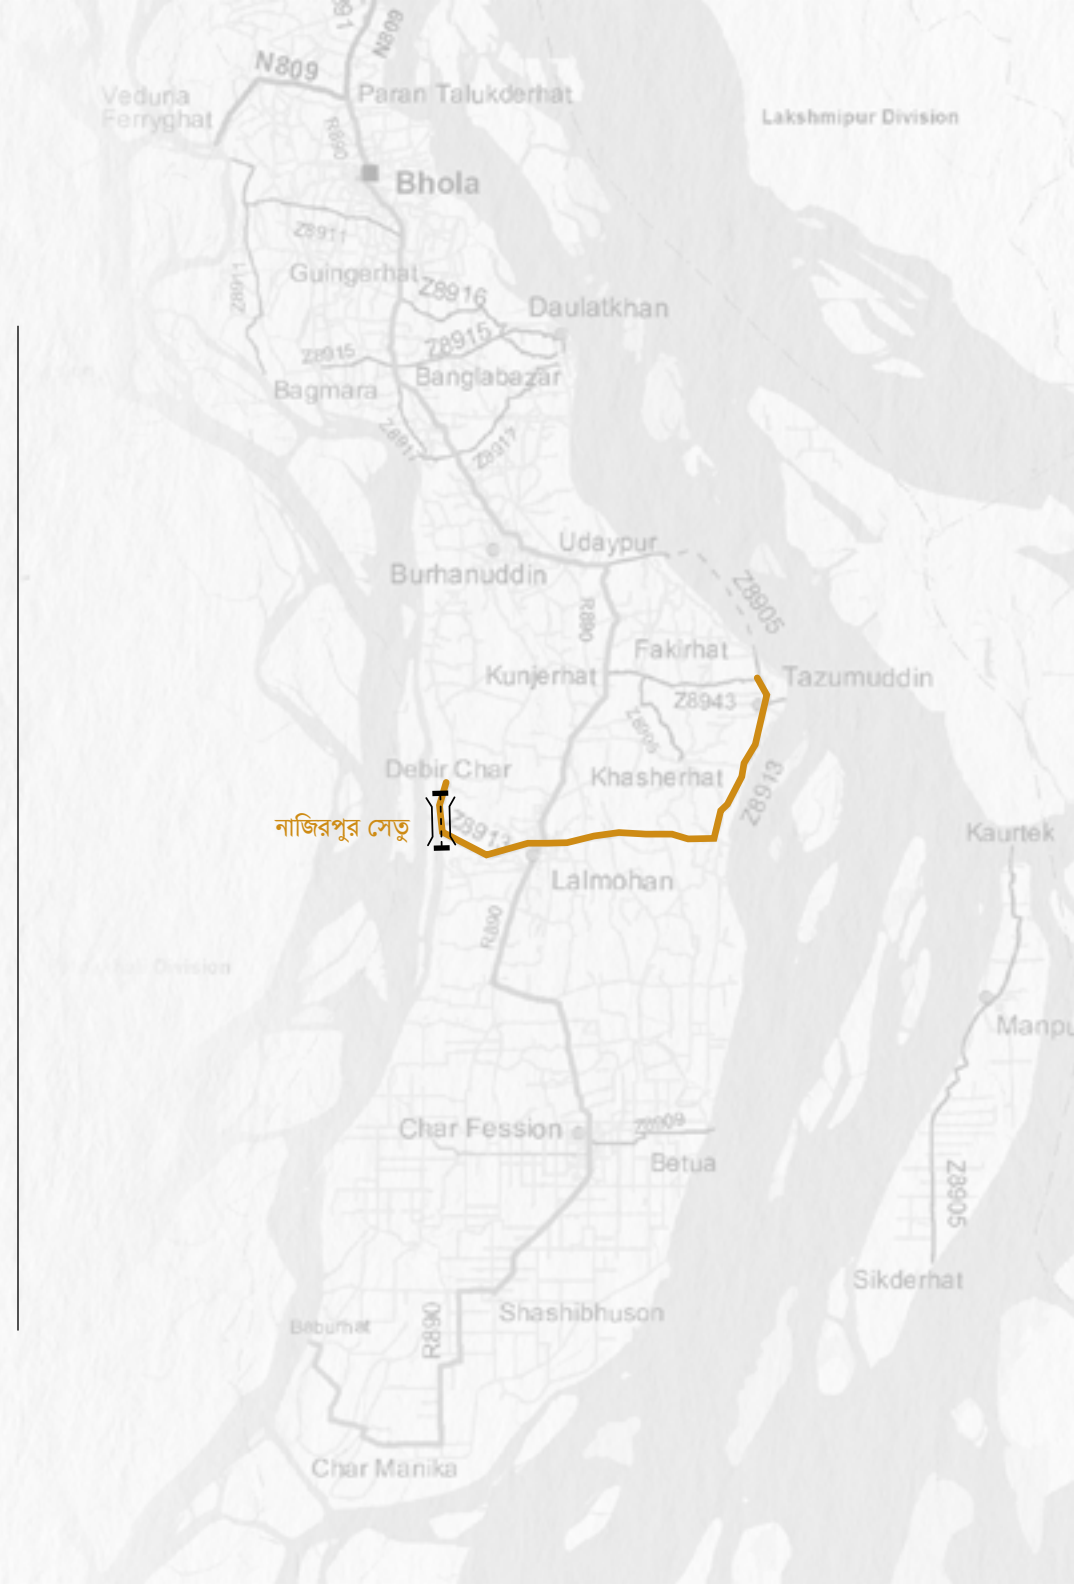 N809
N809
Veduria
Ferryghat
Paran Talukderhat
Lakshmipur Division
R890
Bhola
Z8911
Guingerhat
Z8911
Z8916
Daulatkhan
Z8915
Z8915
Banglabazar
Bagmara
Z8917
Z8917
Udaypur
Burhanuddin
Z8905
R890
Fakirhat
Kunjerhat
Tazumuddin
Z8943
Debir Char
Khasherhat
Z8913
নাজিরপুর সেতু
Z8913
Kaurtek
Lalmohan
R890
Division
Char Fession
Z8909
Betua
Z8905
Sikderhat
Shashibhuson
Baburhat
R890
Char Manika